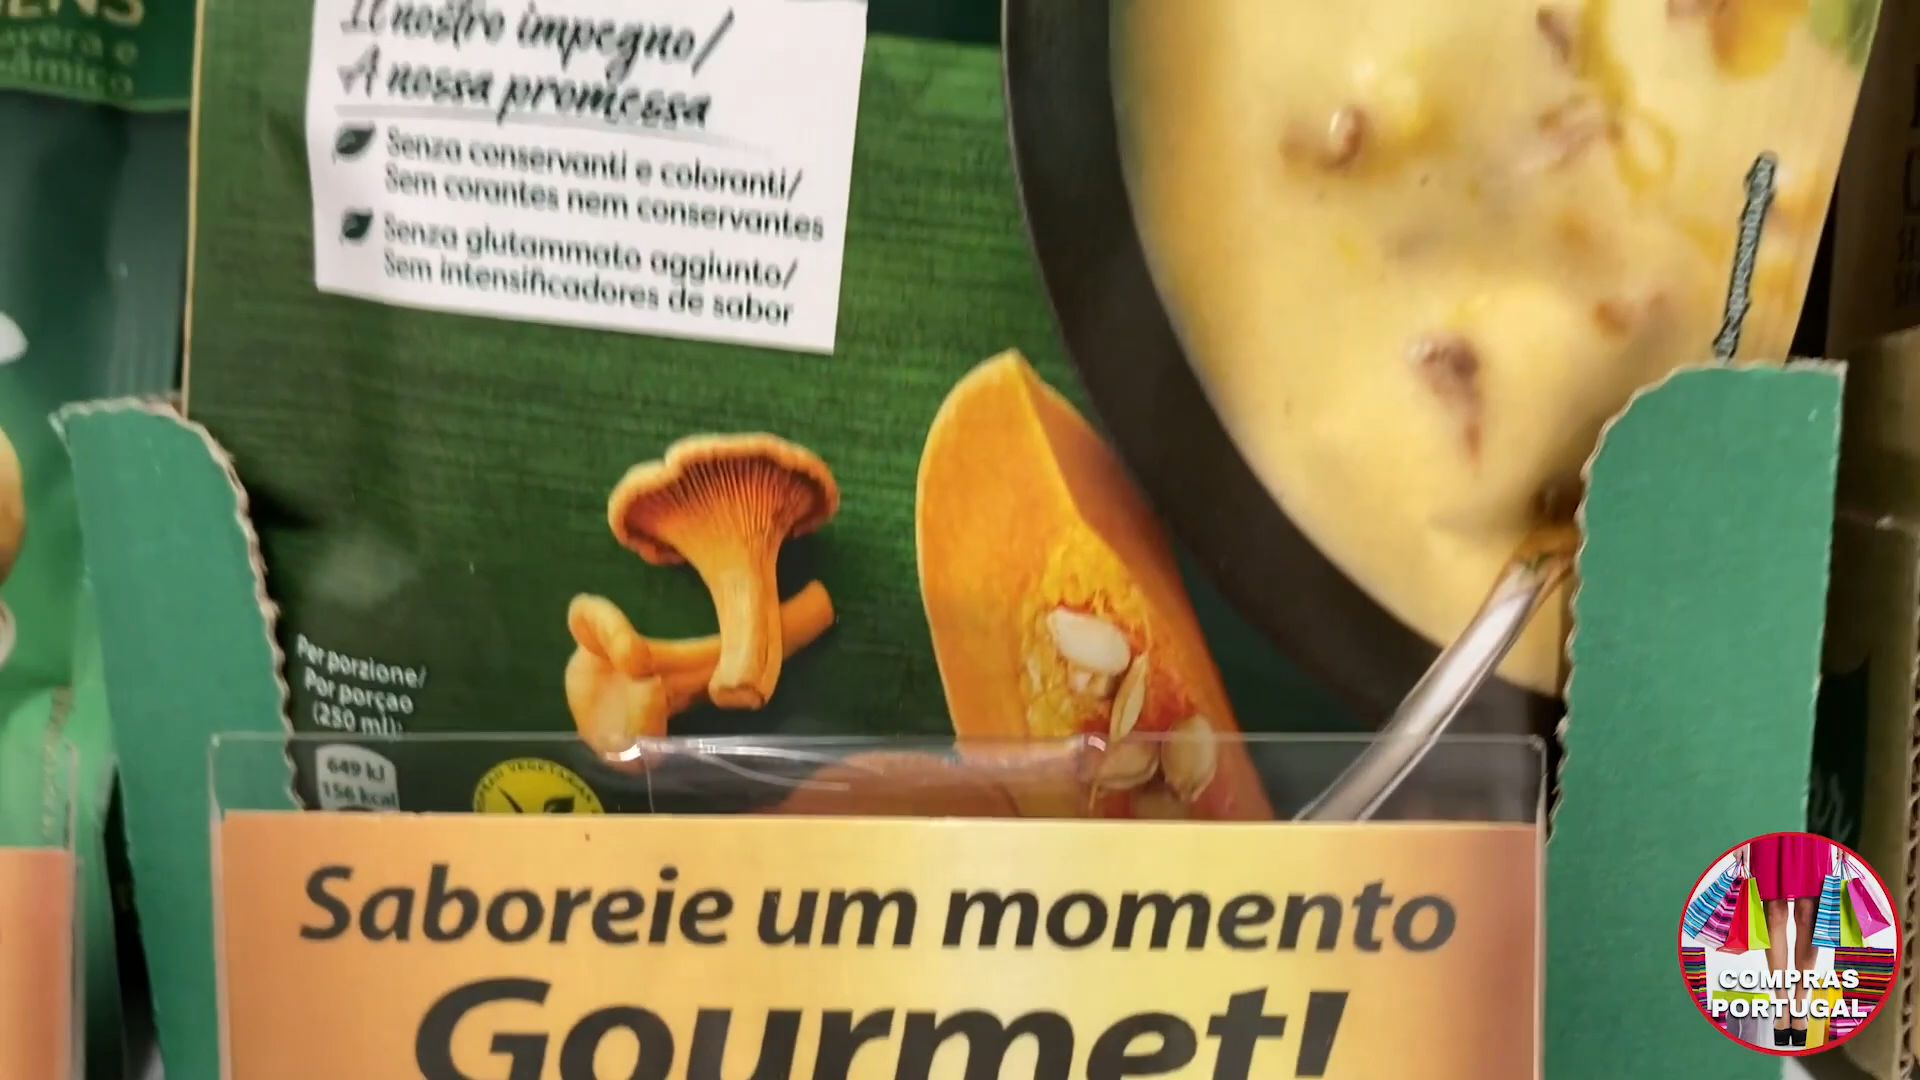 Il nostro impegno/
A nossa promessa
Senza conservanti e coloranti/
Sem corantes nem conservantes
Senza glutammato aggiunto/
Sem intensificadores de sabor
Per porzione/
Por porçao
(250 ml):
649 kJ
156 kcal
Saboreie um momento
Gourmet!
COMPRAS
PORTUGAL